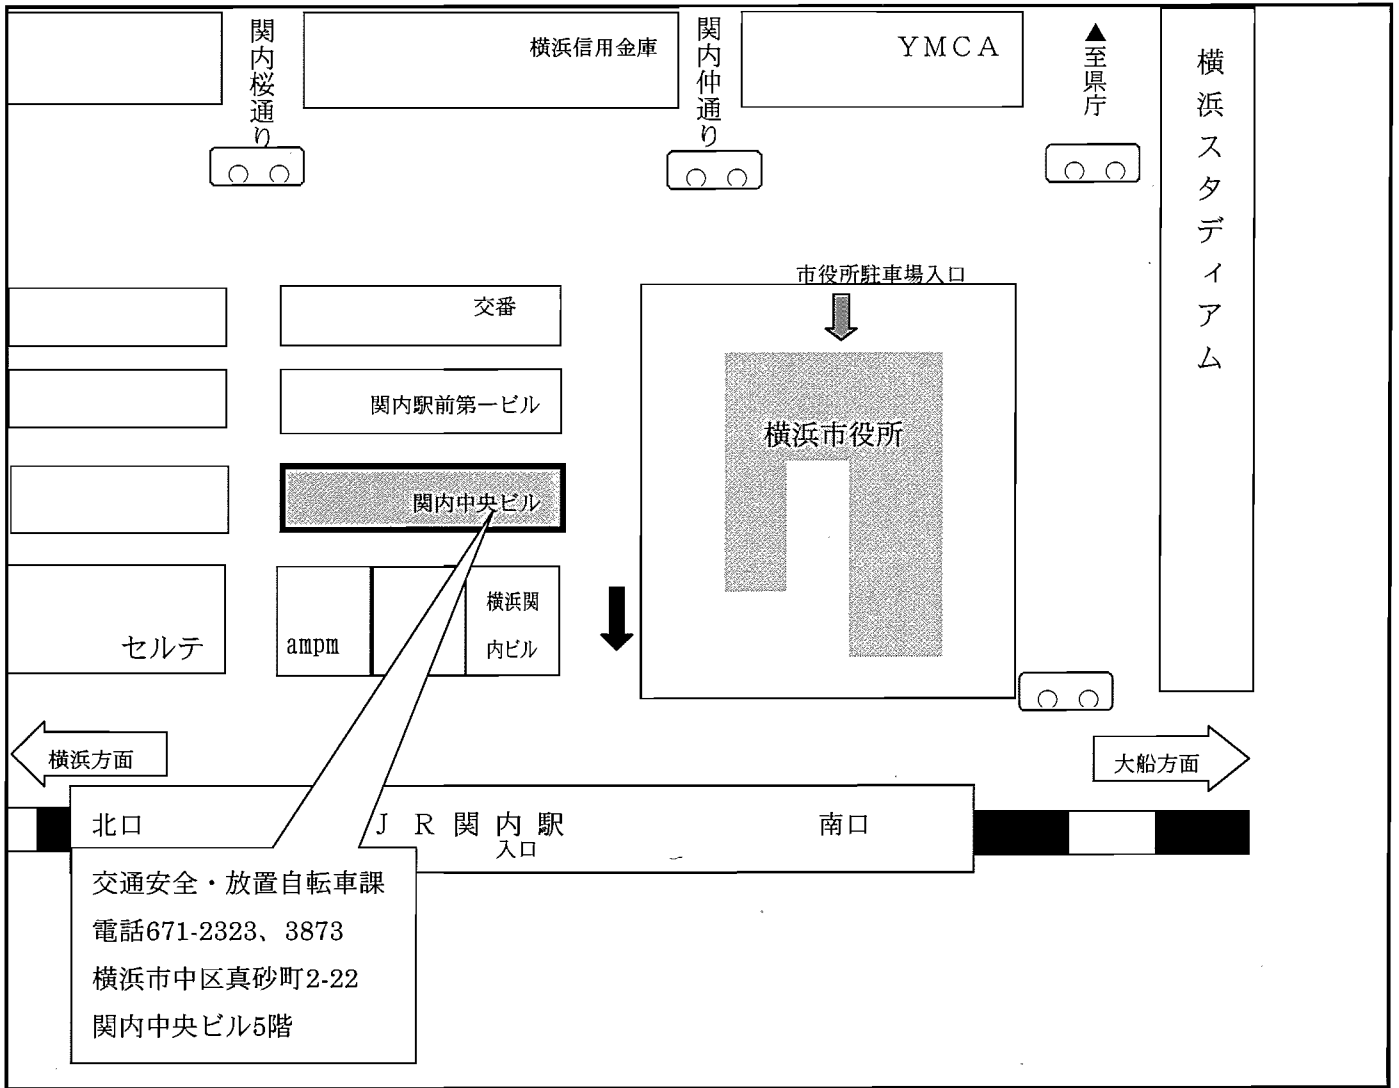 関内桜通り
横浜信用金庫
関内仲通り
YMCA
▲至県庁
横浜スタディアム
市役所駐車場入口
交番
関内駅前第一ビル
横浜市役所
関内中央ビル
セルテ
ampm
横浜関
内ビル
横浜方面
大船方面
北口
JR関内駅
入口
南口
交通安全・放置自転車課
電話671-2323、3873
横浜市中区真砂町2-22
関内中央ビル5階